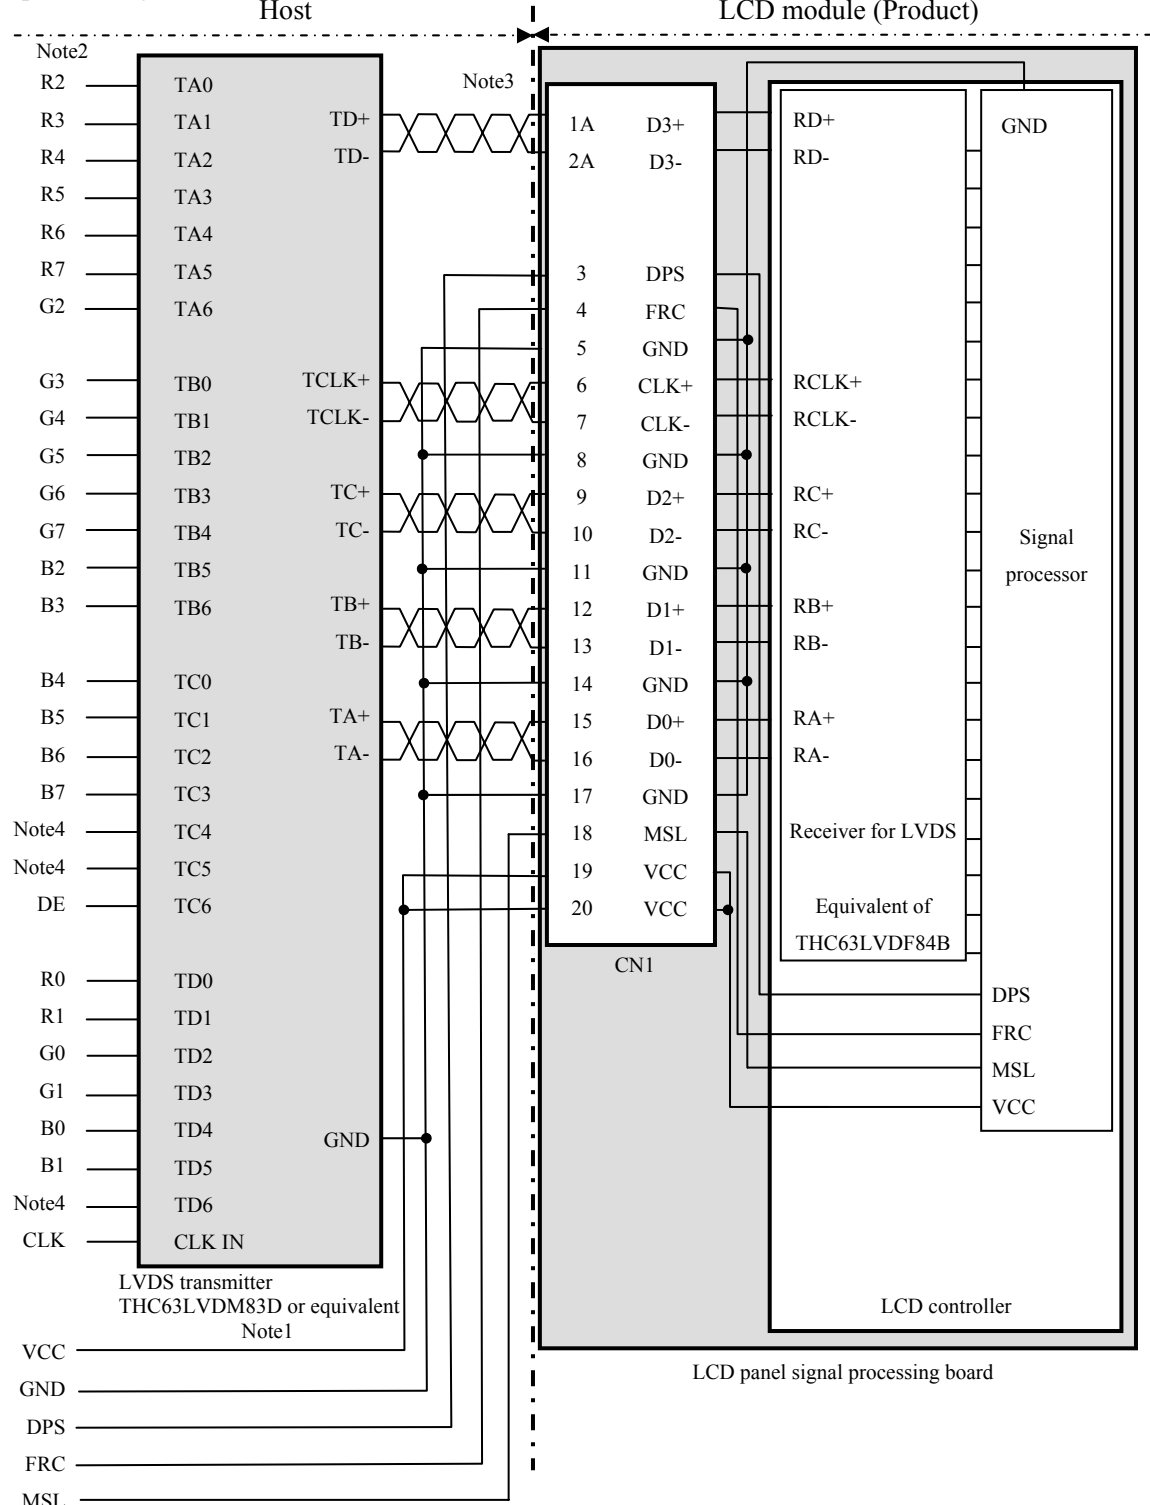 Host
LCD module (Product)
Note2
R2 TA0
R3 TA1
R4 TA2
R5 TA3
R6 TA4
R7 TA5
G2 TA6
G3 TB0
G4 TB1
G5 TB2
G6 TB3
G7 TB4
B2 TB5
B3 TB6
B4 TC0
B5 TC1
B6 TC2
B7 TC3
Note4 TC4
Note4 TC5
DE TC6
R0 TD0
R1 TD1
G0 TD2
G1 TD3
B0 TD4
B1 TD5
Note4 TD6
CLK CLK IN
TD+
TD-
TCLK+
TCLK-
TC+
TC-
TB+
TB-
TA+
TA-
GND
LVDS transmitter
THC63LVDM83D or equivalent
Note1
VCC
GND
DPS
FRC
MSL
Note3
1A D3+
2A D3-
3 DPS
4 FRC
5 GND
6 CLK+
7 CLK-
8 GND
9 D2+
10 D2-
11 GND
12 D1+
13 D1-
14 GND
15 D0+
16 D0-
17 GND
18 MSL
19 VCC
20 VCC
CN1
RD+
RD-
RCLK+
RCLK-
RC+
RC-
RB+
RB-
RA+
RA-
Receiver for LVDS
Equivalent of
THC63LVDF84B
GND
Signal
processor
DPS
FRC
MSL
VCC
LCD controller
LCD panel signal processing board